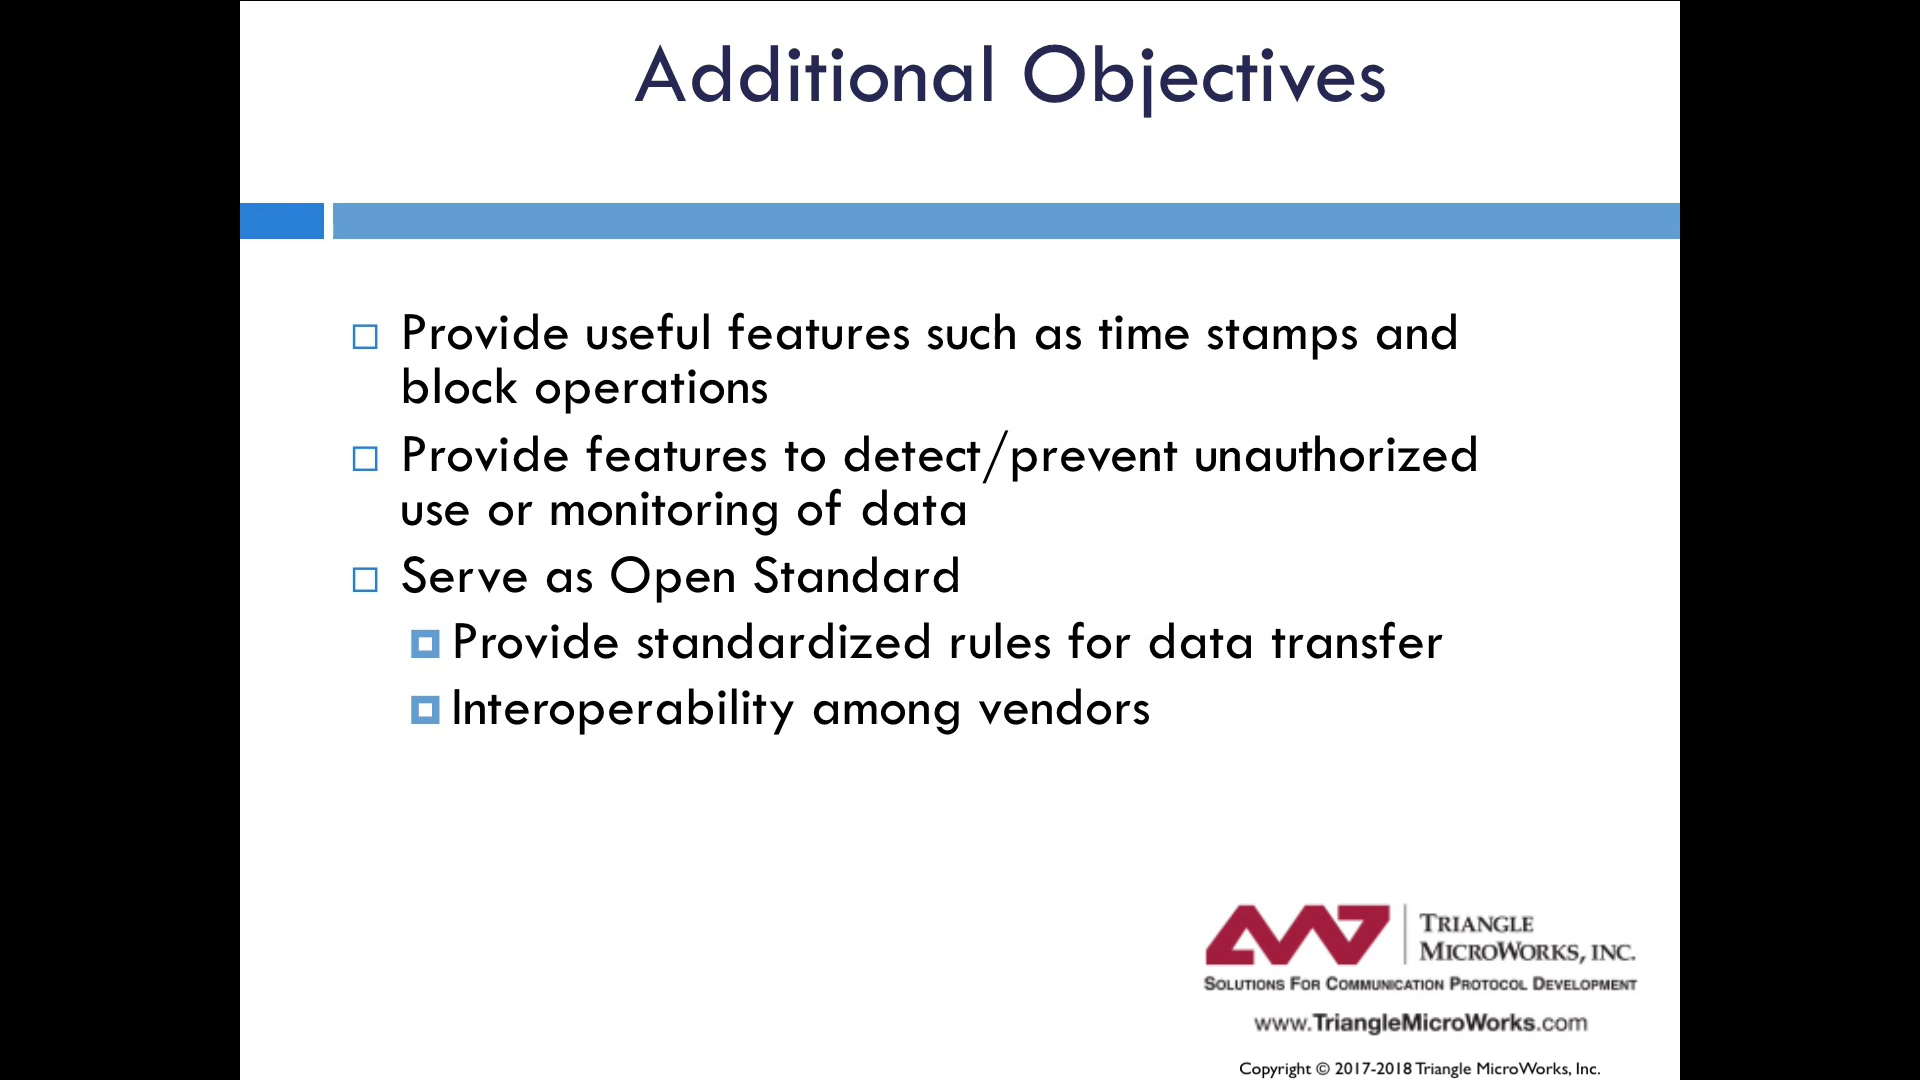 Additional Objectives
Provide useful features such as time stamps and
block operations
Provide features to detect/prevent unauthorized
use or monitoring of data
Serve as Open Standard
Provide standardized rules for data transfer
Interoperability among vendors
TRIANGLE
MICROWORKS, INC.
SOLUTIONS FOR COMMUNICATION PROTOCOL DEVELOPMENT
www.TriangleMicroWorks.com
Copyright © 2017-2018 Triangle MicroWorks, Inc.